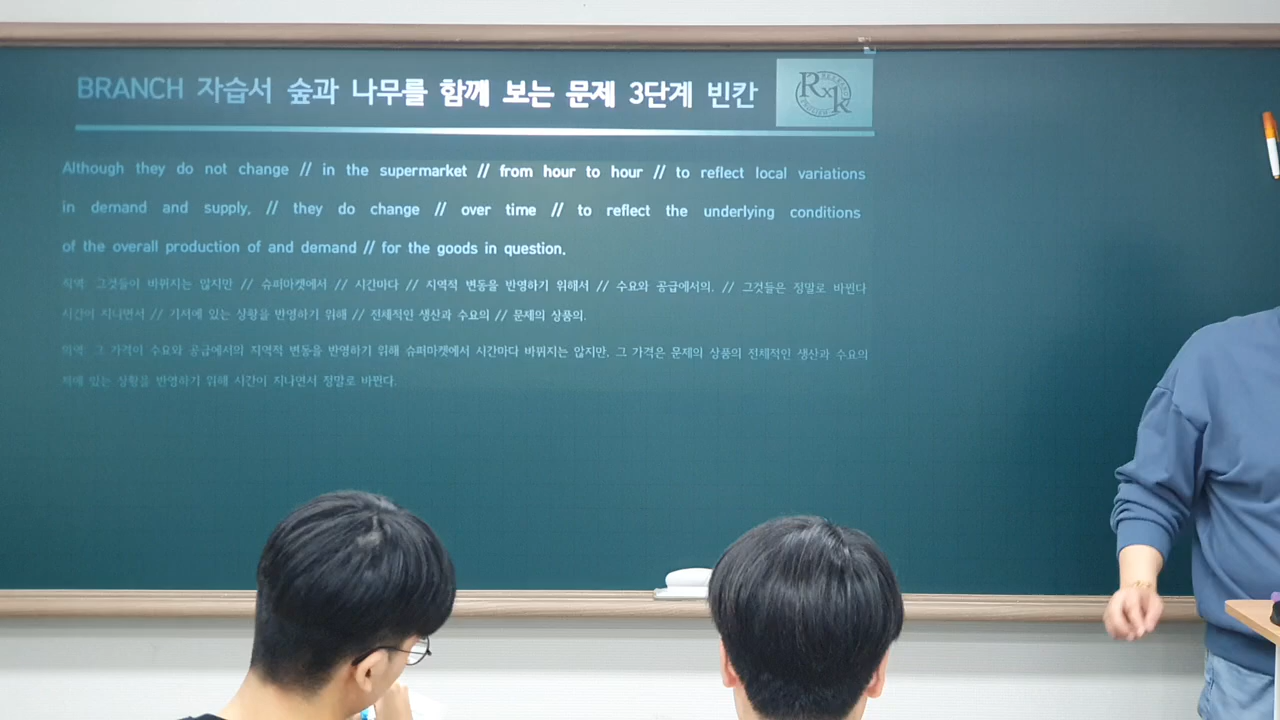 BRANCH 자습서 숲과 나무를 함께 보는 문제 3단계 빈칸
RxK
Although they do not change // in the supermarket // from hour to hour // to reflect local variations
in demand and supply, // they do change // over time // to reflect the underlying conditions
of the overall production of and demand // for the goods in question.
직역: 그것들이 바뀌지는 않지만 // 슈퍼마켓에서 // 시간마다 // 지역적 변동을 반영하기 위해서 // 수요와 공급에서의, // 그것들은 정말로 바뀐다
시간이 지나면서 // 기저에 있는 상황을 반영하기 위해 // 전체적인 생산과 수요의 // 문제의 상품의.
의역: 그 가격이 수요와 공급에서의 지역적 변동을 반영하기 위해 슈퍼마켓에서 시간마다 바뀌지는 않지만, 그 가격은 문제의 상품의 전체적인 생산과 수요의
있는 상황을 반영하기 위해 시간이 지나면서 정말로 바뀐다.